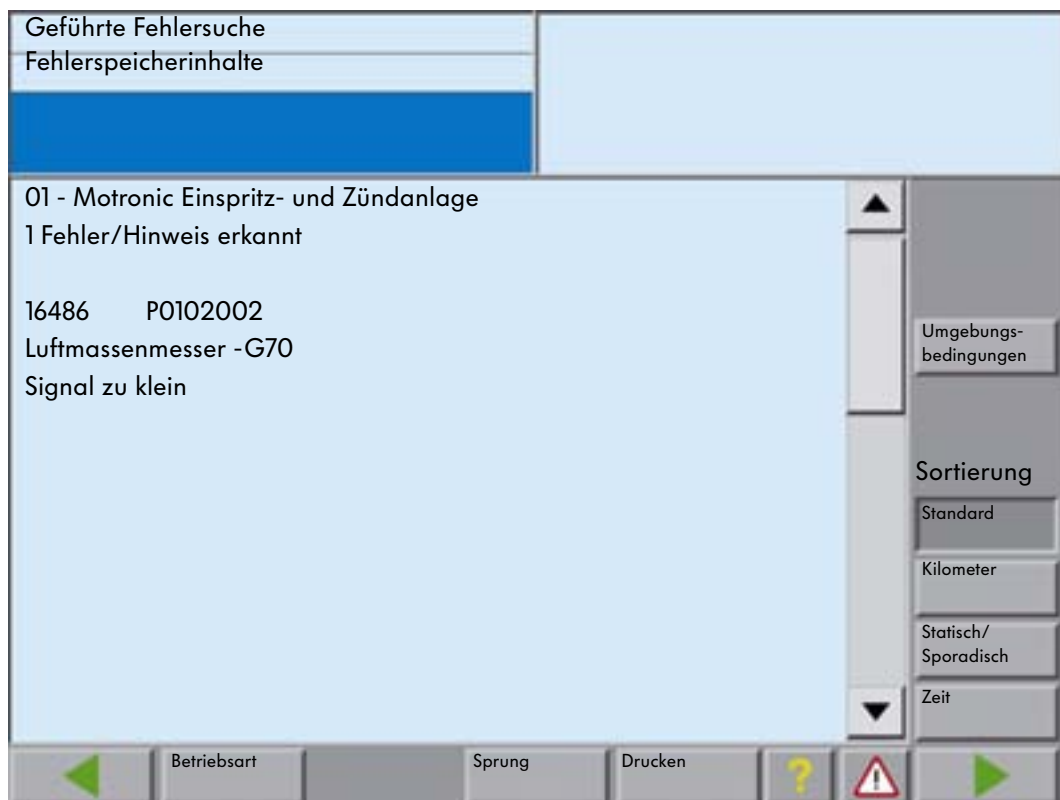 Geführte Fehlersuche
Fehlerspeicherinhalte
01 - Motronic Einspritz- und Zündanlage
1 Fehler/Hinweis erkannt
16486 P0102002
Luftmassenmesser -G70
Signal zu klein
Umgebungs-
bedingungen
Sortierung
Standard
Kilometer
Statisch/
Sporadisch
Zeit
Betriebsart
Sprung
Drucken
?
!